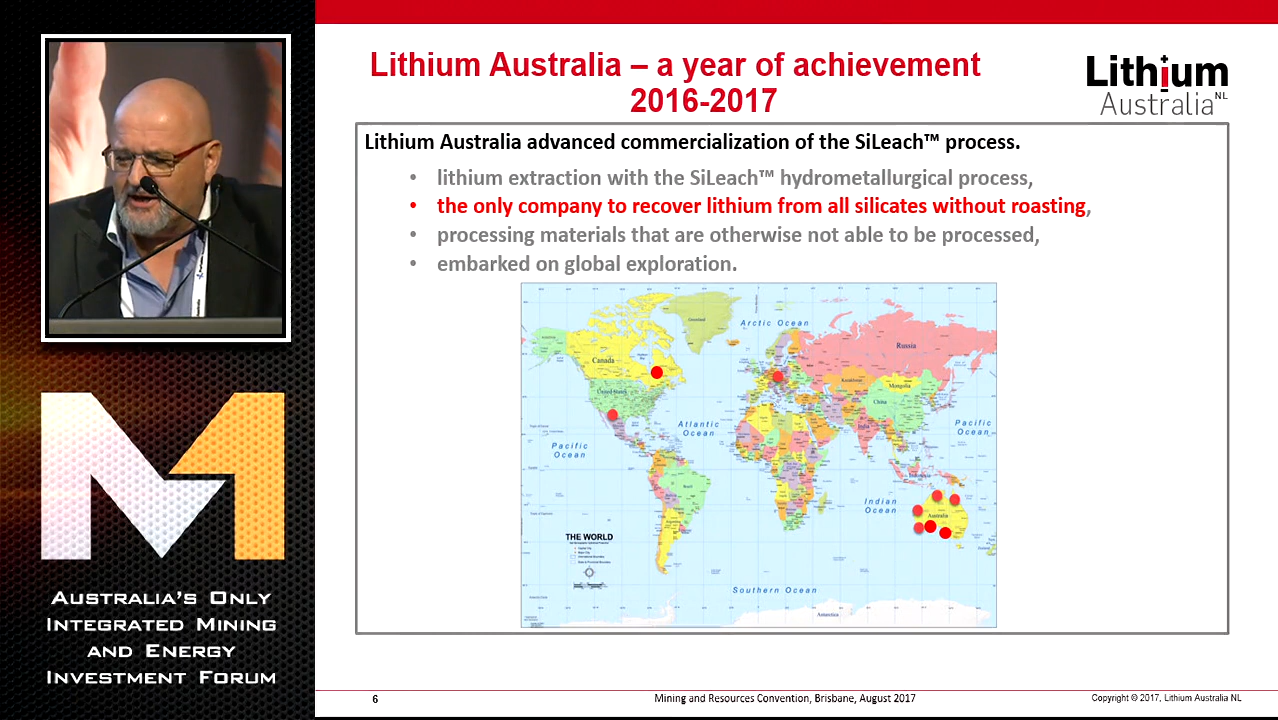 Lithium Australia – a year of achievement
2016-2017
Lithium
Australia NL
Lithium Australia advanced commercialization of the SiLeach™ process.
• lithium extraction with the SiLeach™ hydrometallurgical process,
• the only company to recover lithium from all silicates without roasting,
• processing materials that are otherwise not able to be processed,
• embarked on global exploration.
Arctic Ocean
Greenland
Canada
Russia
United States
Kazakhstan
Mongolia
China
Atlantic
Ocean
Pacific
Ocean
Pacific
Ocean
India
Brazil
Indonesia
Indian
Ocean
Australia
THE WORLD
Southern Ocean
Antarctica
M
AUSTRALIA'S ONLY
INTEGRATED MINING
AND ENERGY
INVESTMENT FORUM
6
Mining and Resources Convention, Brisbane, August 2017
Copyright © 2017, Lithium Australia NL